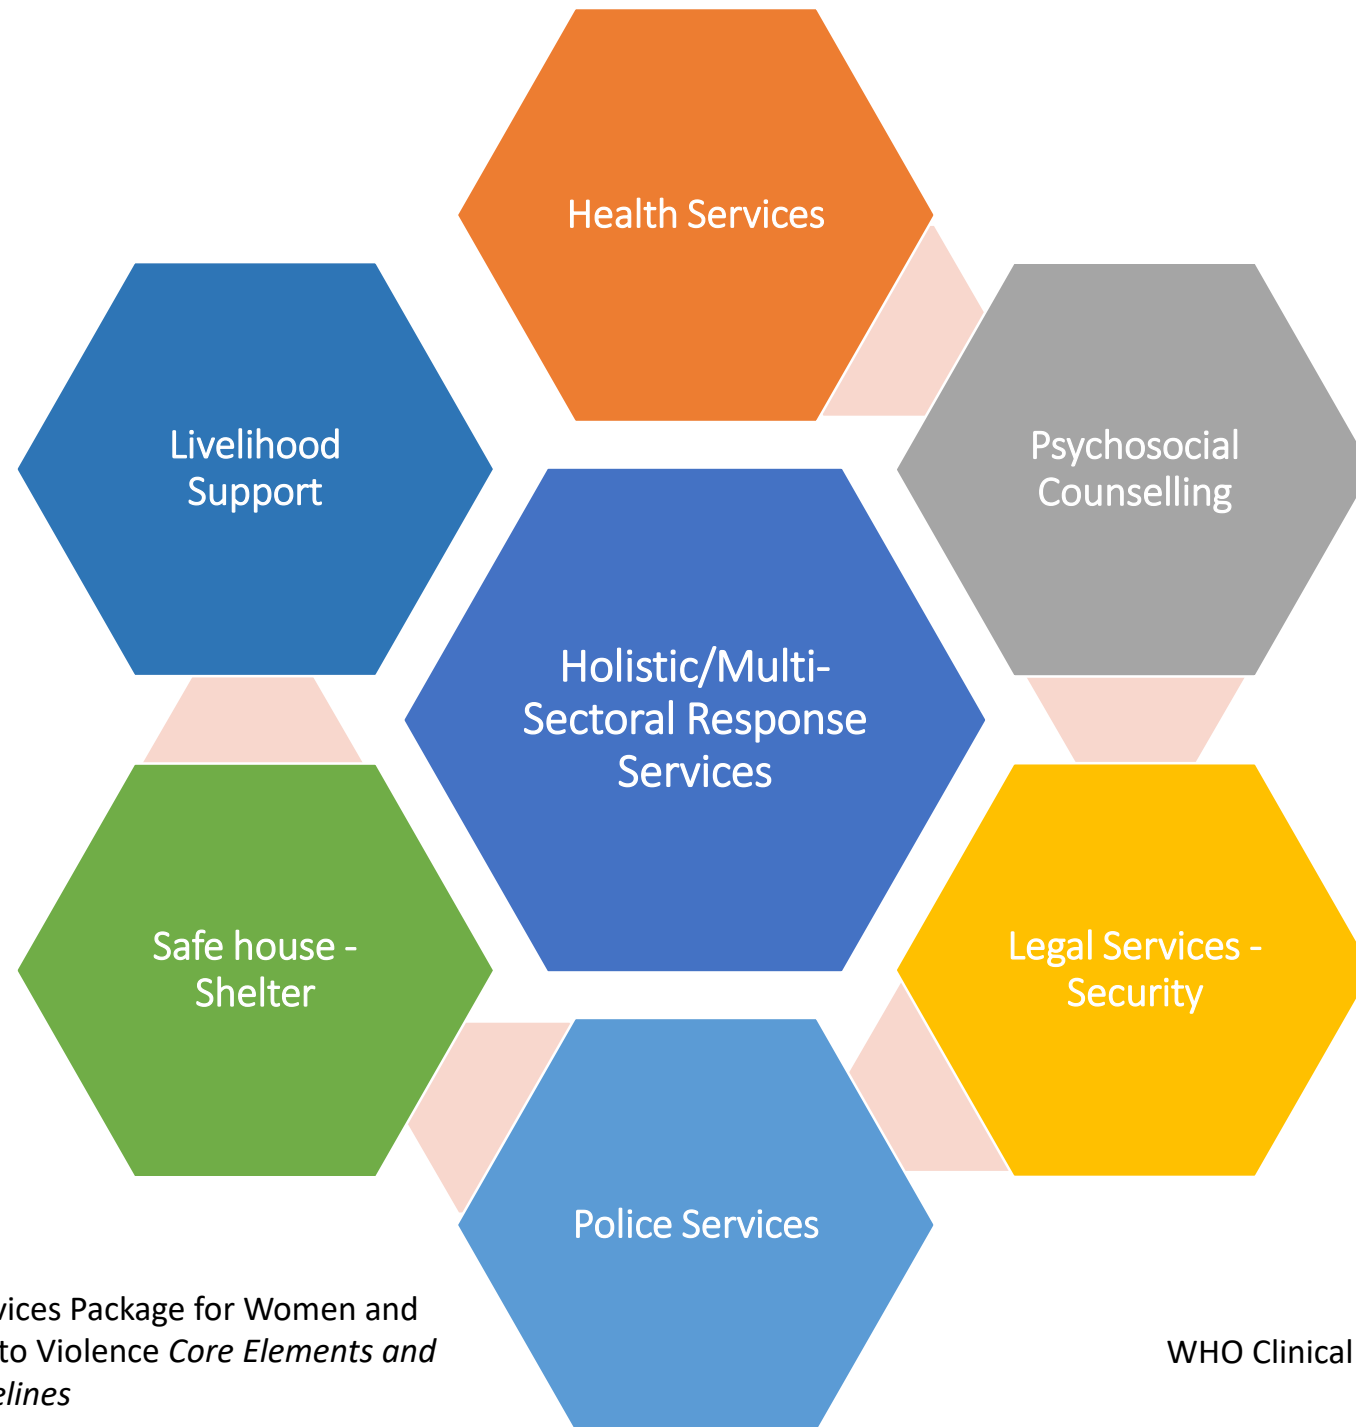 Health Services
Livelihood
Support
Psychosocial
Counselling
Holistic/Multi-
Sectoral Response
Services
Safe house -
Shelter
Legal Services -
Security
Police Services
vices Package for Women and
to Violence Core Elements and
elines
WHO Clinical